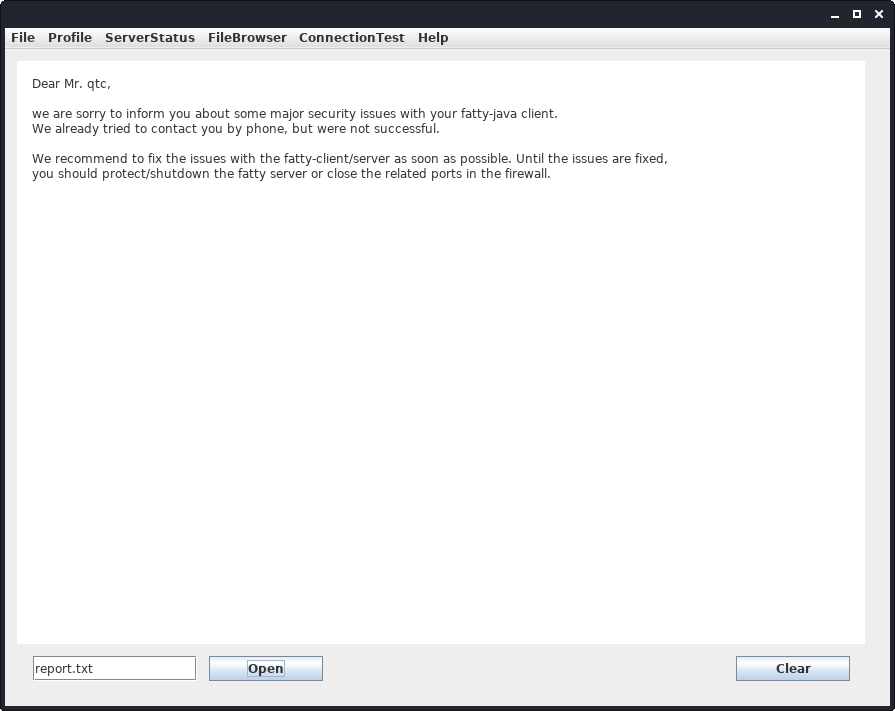 File Profile ServerStatus FileBrowser ConnectionTest Help
Dear Mr. qtc,
we are sorry to inform you about some major security issues with your fatty-java client.
We already tried to contact you by phone, but were not successful.
We recommend to fix the issues with the fatty-client/server as soon as possible. Until the issues are fixed,
you should protect/shutdown the fatty server or close the related ports in the firewall.
report.txt Open Clear